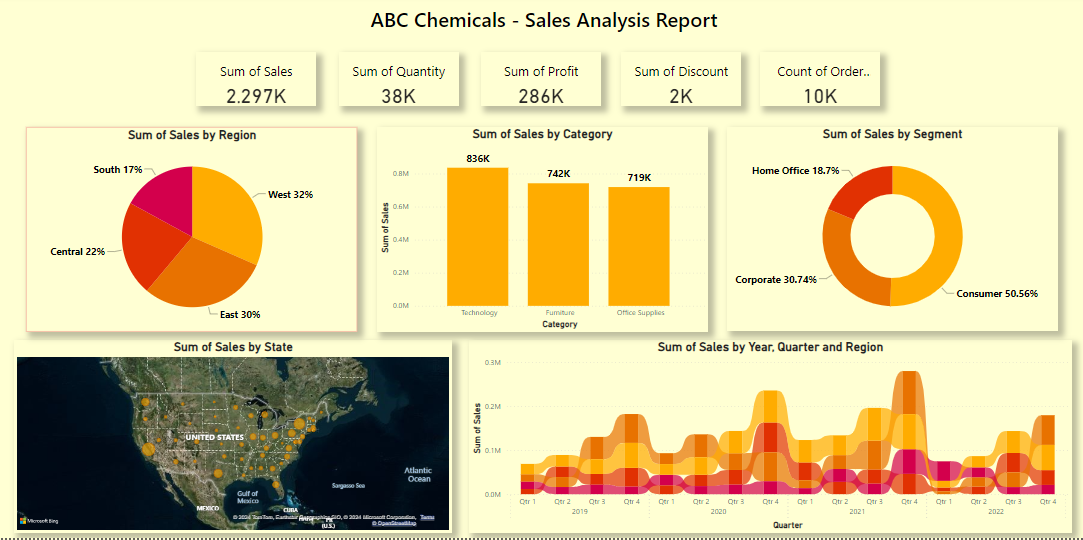 ABC Chemicals - Sales Analysis Report
Sum of Sales
2.297K
Sum of Quantity
38K
Sum of Profit
286K
Sum of Discount
2K
Count of Order..
10K
Sum of Sales by Region
South 17%
West 32%
Central 22%
East 30%
Sum of Sales by Category
836K
742K
719K
0.8M
0.6M
0.4M
0.2M
0.0M
Sum of Sales
Technology
Furniture
Office Supplies
Category
Sum of Sales by Segment
Home Office 18.7%
Corporate 30.74%
Consumer 50.56%
Sum of Sales by State
UNITED STATES
Atlantic
Ocean
Sargasso Sea
Gulf of
Mexico
MEXICO
CUBA
PR
(U.S.)
Microsoft Bing
© 2024 TomTom, Earthstar Geographics SIO, © 2024 Microsoft Corporation, Terms
© OpenStreetMap
Sum of Sales by Year, Quarter and Region
0.3M
0.2M
0.1M
0.0M
Sum of Sales
Qtr 1 Qtr 2 Qtr 3 Qtr 4 Qtr 1 Qtr 2 Qtr 3 Qtr 4 Qtr 1 Qtr 2 Qtr 3 Qtr 4 Qtr 1 Qtr 2 Qtr 3 Qtr 4
2019 2020 2021 2022
Quarter